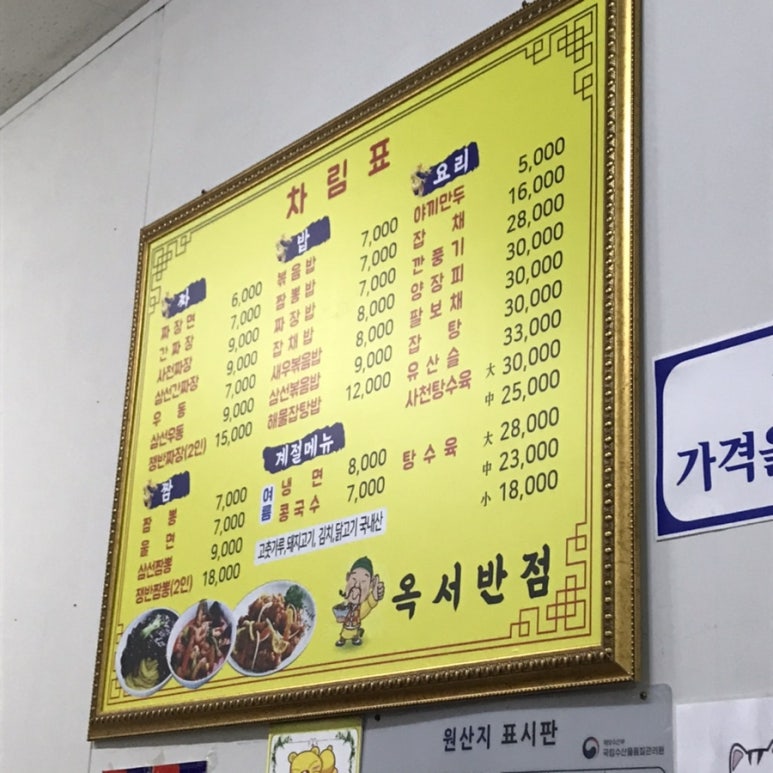 차림표
짜
짜장면 6,000
간짜장 7,000
사천짜장 9,000
삼선간짜장 9,000
우동 7,000
삼선우동 9,000
쟁반짜장(2인) 15,000
짬
짬뽕 7,000
울면 7,000
삼선짬뽕 9,000
쟁반짬뽕(2인) 18,000
밥
볶음밥 7,000
짬뽕밥 7,000
짜장밥 7,000
잡채밥 8,000
새우볶음밥 8,000
삼선볶음밥 9,000
해물잡탕밥 12,000
계절메뉴
여름 냉면 8,000
콩국수 7,000
고춧가루,돼지고기, 김치,닭고기 국내산
요리
야끼만두 5,000
잡채 16,000
깐풍기 28,000
양장피 30,000
팔보채 30,000
잡탕 30,000
유산슬 33,000
사천탕수육 大 30,000
中 25,000
탕수육 大 28,000
中 23,000
小 18,000
옥서반점
가격을
원산지 표시판
해양수산부
국립수산물품질관리원